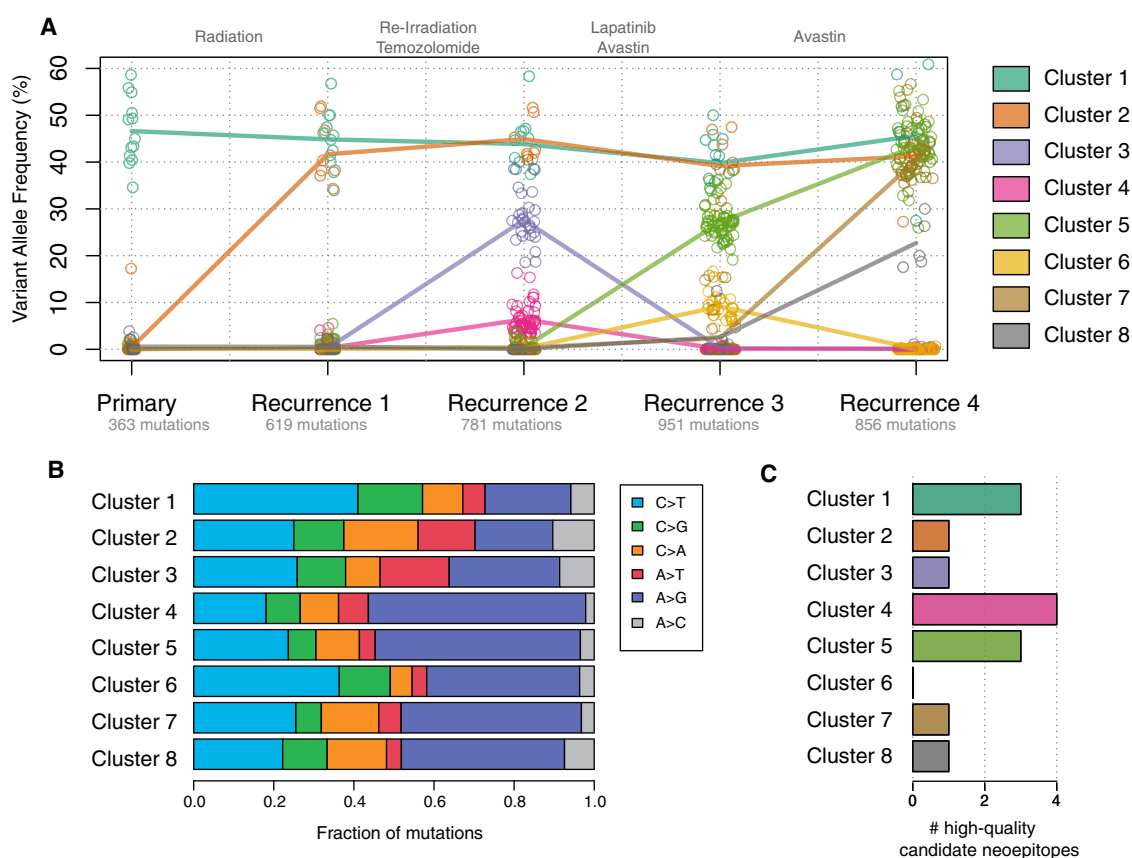 A
Radiation
Re-Irradiation
Temozolomide
Lapatinib
Avastin
Avastin
Variant Allele Frequency (%)
60
50
40
30
20
10
0
Cluster 1
Cluster 2
Cluster 3
Cluster 4
Cluster 5
Cluster 6
Cluster 7
Cluster 8
Primary
363 mutations
Recurrence 1
619 mutations
Recurrence 2
781 mutations
Recurrence 3
951 mutations
Recurrence 4
856 mutations
B
Cluster 1
Cluster 2
Cluster 3
Cluster 4
Cluster 5
Cluster 6
Cluster 7
Cluster 8
0.0 0.2 0.4 0.6 0.8 1.0
Fraction of mutations
C>T
C>G
C>A
A>T
A>G
A>C
C
Cluster 1
Cluster 2
Cluster 3
Cluster 4
Cluster 5
Cluster 6
Cluster 7
Cluster 8
0 2 4
# high-quality
candidate neoepitopes